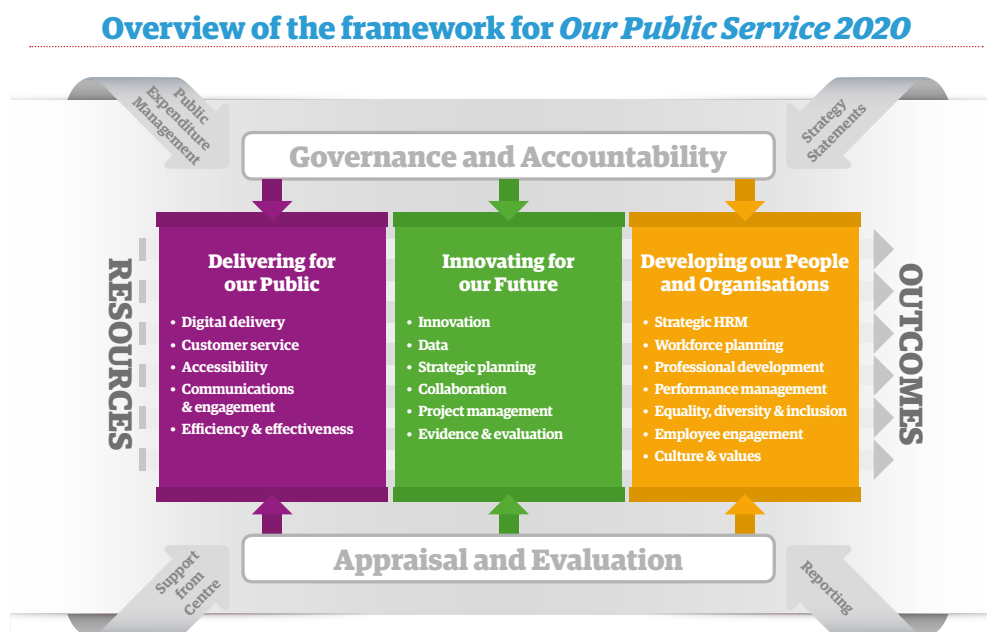 Overview of the framework for Our Public Service 2020
Public
Expenditure
Management
Strategy
Statements
Governance and Accountability
RESOURCES
Delivering for
our Public
• Digital delivery
• Customer service
• Accessibility
• Communications
& engagement
• Efficiency & effectiveness
Innovating for
our Future
• Innovation
• Data
• Strategic planning
• Collaboration
• Project management
• Evidence & evaluation
Developing our People
and Organisations
• Strategic HRM
• Workforce planning
• Professional development
• Performance management
• Equality, diversity & inclusion
• Employee engagement
• Culture & values
OUTCOMES
Appraisal and Evaluation
Support
from
Centre
Reporting